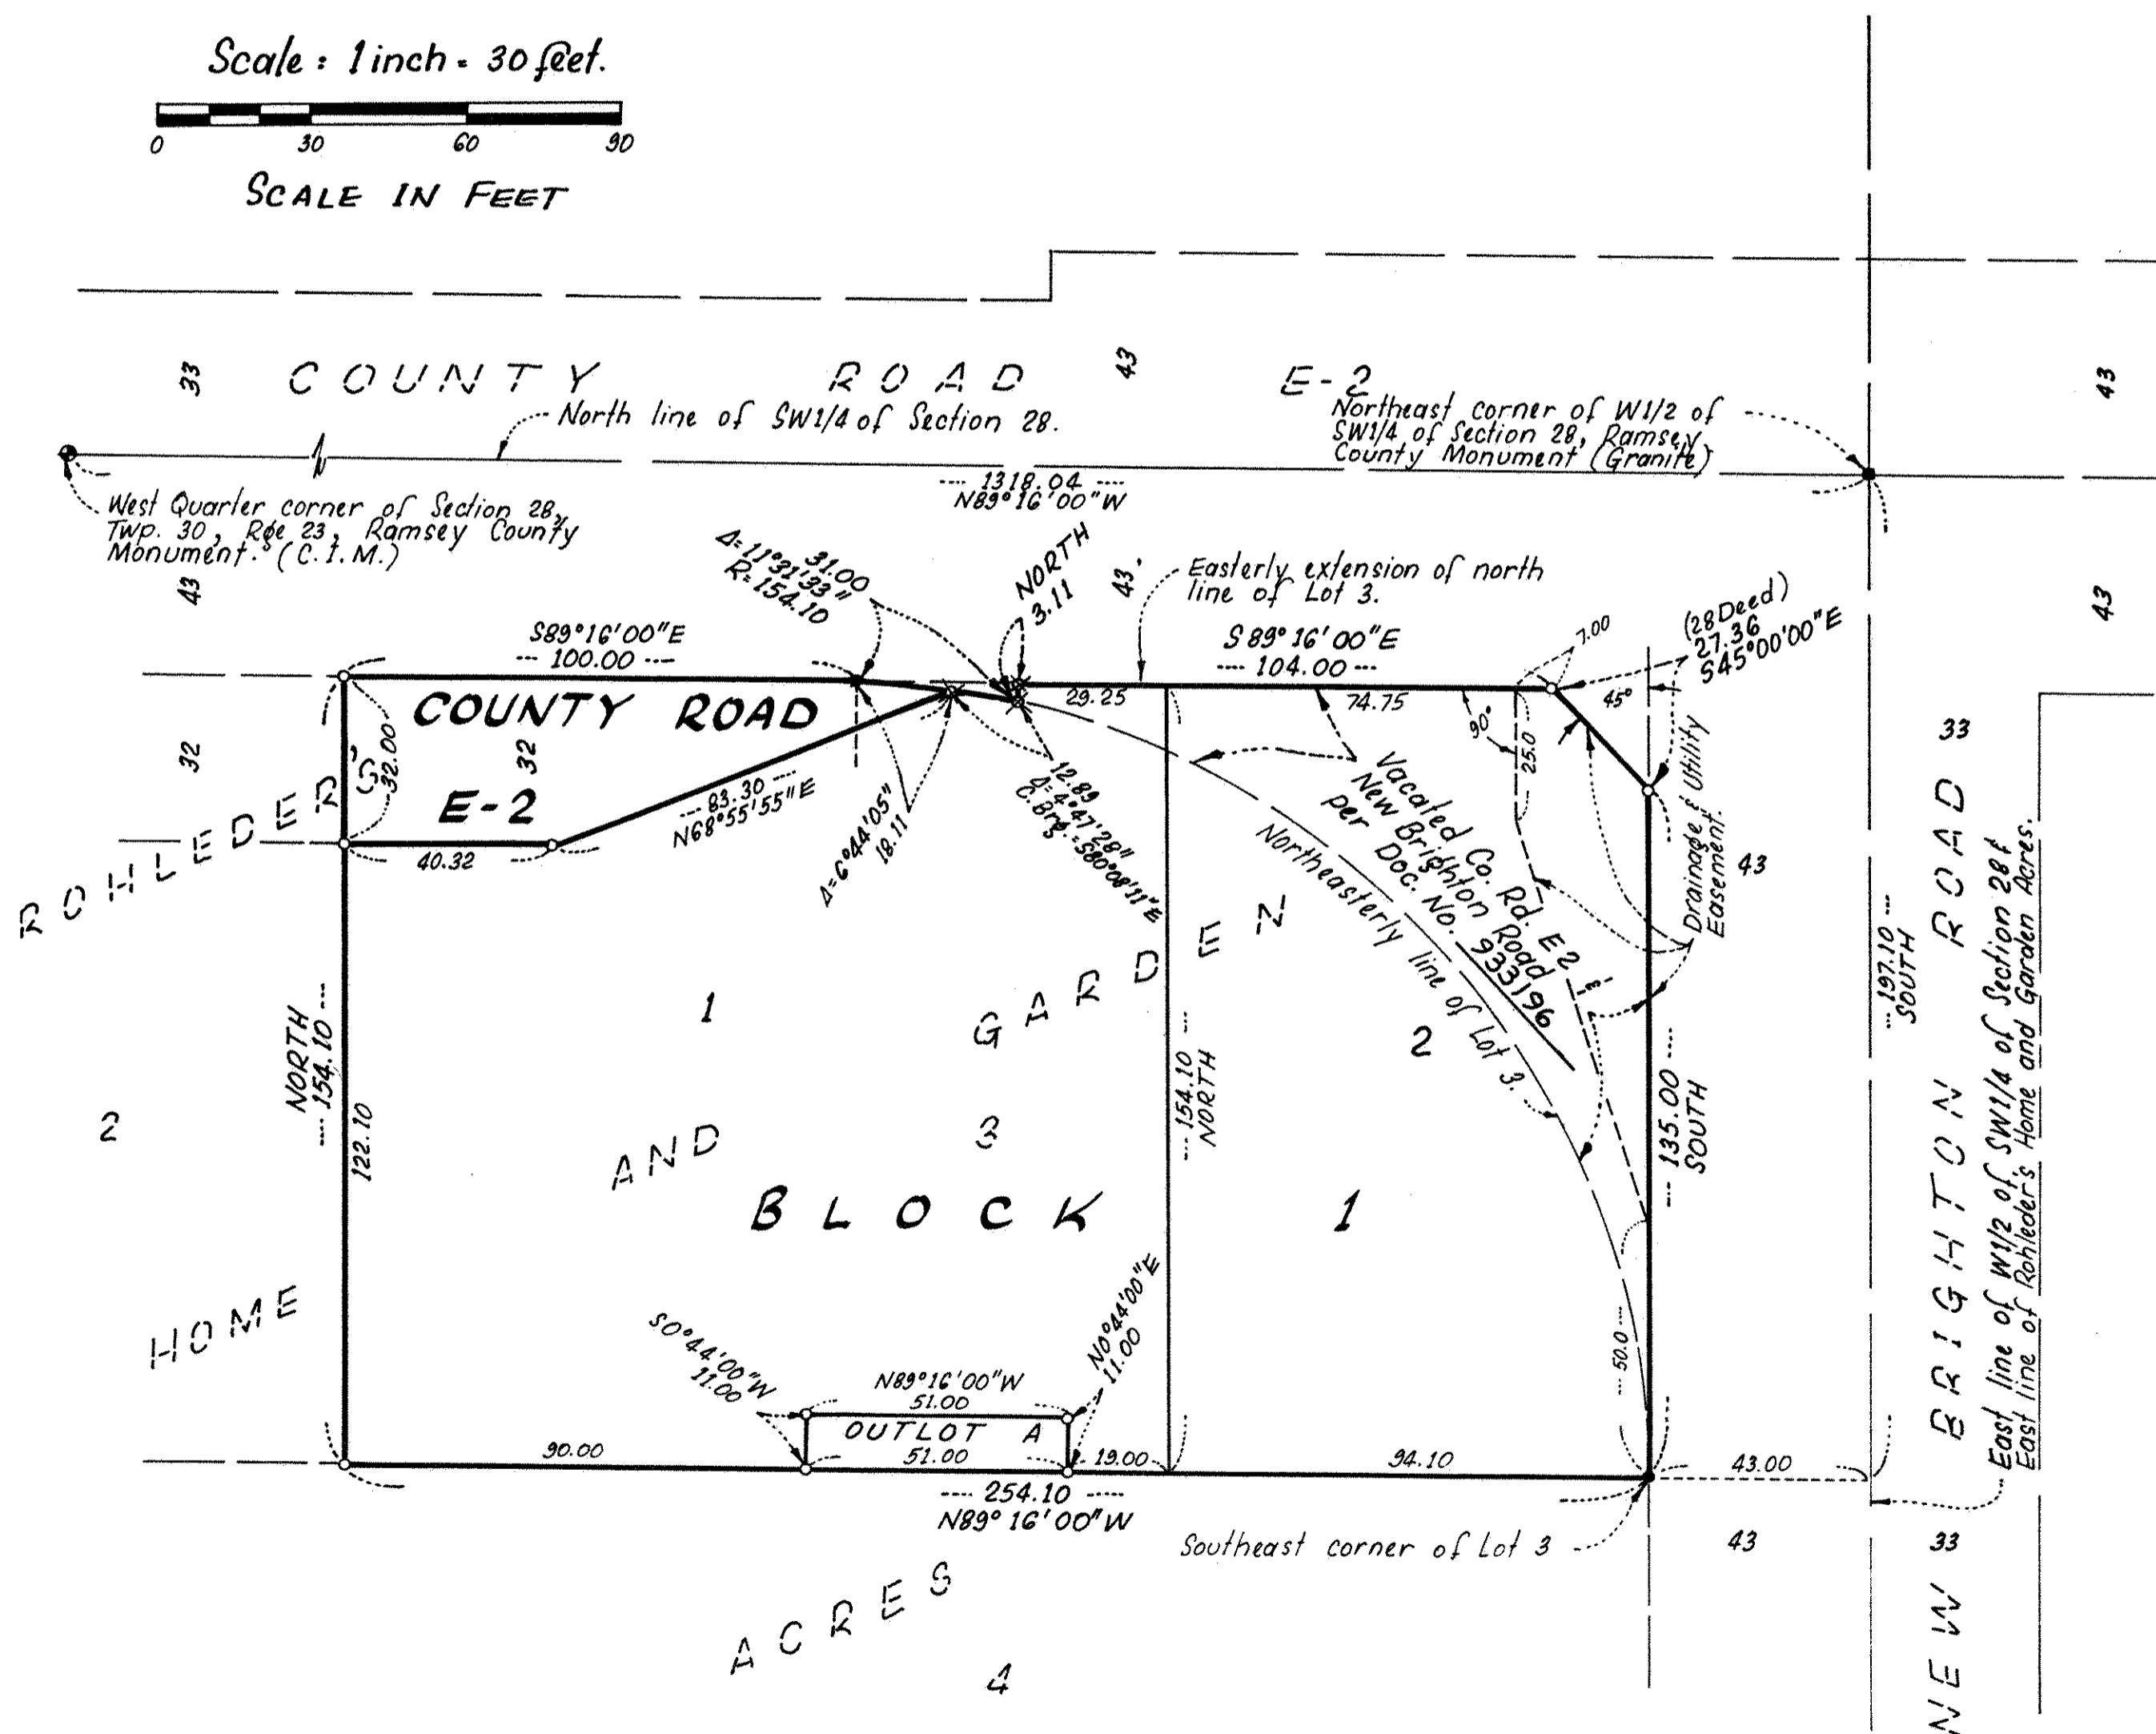 Scale : 1 inch = 30 feet.
0 30 60 90
SCALE IN FEET
33
COUNTY ROAD E-2
43
43
North line of SW1/4 of Section 28.
Northeast corner of W1/2 of
SW1/4 of Section 28, Ramsey
County Monument (Granite)
---- 1318.04 ----
N89°16'00"W
West Quarter corner of Section 28,
Twp. 30, Rge 23, Ramsey County
Monument. (C.I.M.)
43
31.00
Δ=11°31'33"
R=154.10
NORTH
3.11
43
Easterly extension of north
line of Lot 3.
(28 Deed)
27.36
S45°00'00"E
43
7.00
S89°16'00"E
--- 100.00 ---
S89°16'00"E
---- 104.00 ---
29.25
74.75
90°
25.0
45°
COUNTY ROAD
E-2
32
32
32.00
40.32
--- 83.30 ---
N68°55'55"E
Δ=6°44'05"
18.11
12.89
Δ=4°47'28"
C.Brg.=S80°08'11"E
Vacated Co. Rd. E2 &
New Brighton Road
per Doc. No. 933196
Northeasterly line of Lot 3.
Drainage & Utility
Easement.
33
43
ROHLEDER'S
HOME
AND
GARDEN
ACRES
--- 197.10 ---
SOUTH
East line of W1/2 of SW1/4 of Section 28 &
East line of Rohleder's Home and Garden Acres.
NEW BRIGHTON ROAD
1
2
2
3
BLOCK
1
NORTH
--- 154.10 ---
122.10
--- 154.10 ---
NORTH
--- 135.00 ---
SOUTH
--- 50.0 ---
S0°44'00"W
11.00
N89°16'00"W
51.00
N0°44'00"E
11.00
OUTLOT A
90.00
51.00
19.00
94.10
43.00
---- 254.10 ----
N89°16'00"W
Southeast corner of Lot 3
43
33
4